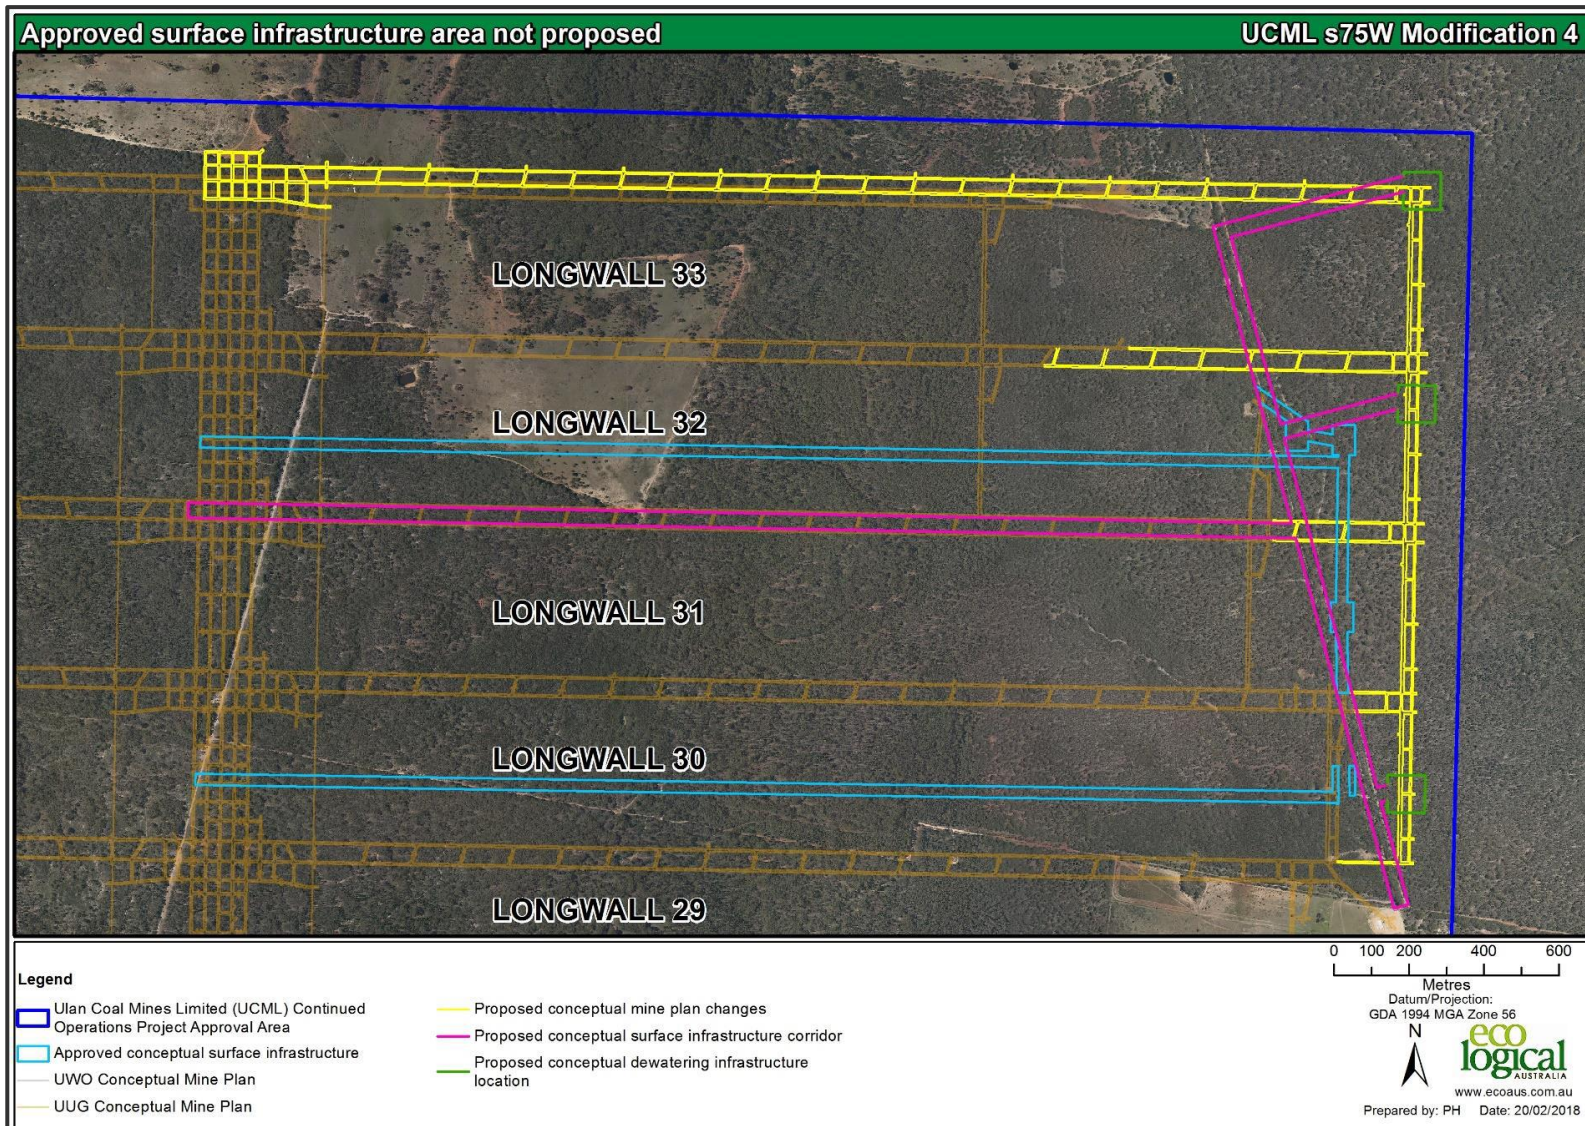 Approved surface infrastructure area not proposed
UCML s75W Modification 4
LONGWALL 33
LONGWALL 32
LONGWALL 31
LONGWALL 30
LONGWALL 29
Legend
Ulan Coal Mines Limited (UCML) Continued
Operations Project Approval Area
Approved conceptual surface infrastructure
UWO Conceptual Mine Plan
UUG Conceptual Mine Plan
Proposed conceptual mine plan changes
Proposed conceptual surface infrastructure corridor
Proposed conceptual dewatering infrastructure
location
0 100 200 400 600
Metres
Datum/Projection:
GDA 1994 MGA Zone 56
N
eco
logical
AUSTRALIA
www.ecoaus.com.au
Prepared by: PH Date: 20/02/2018